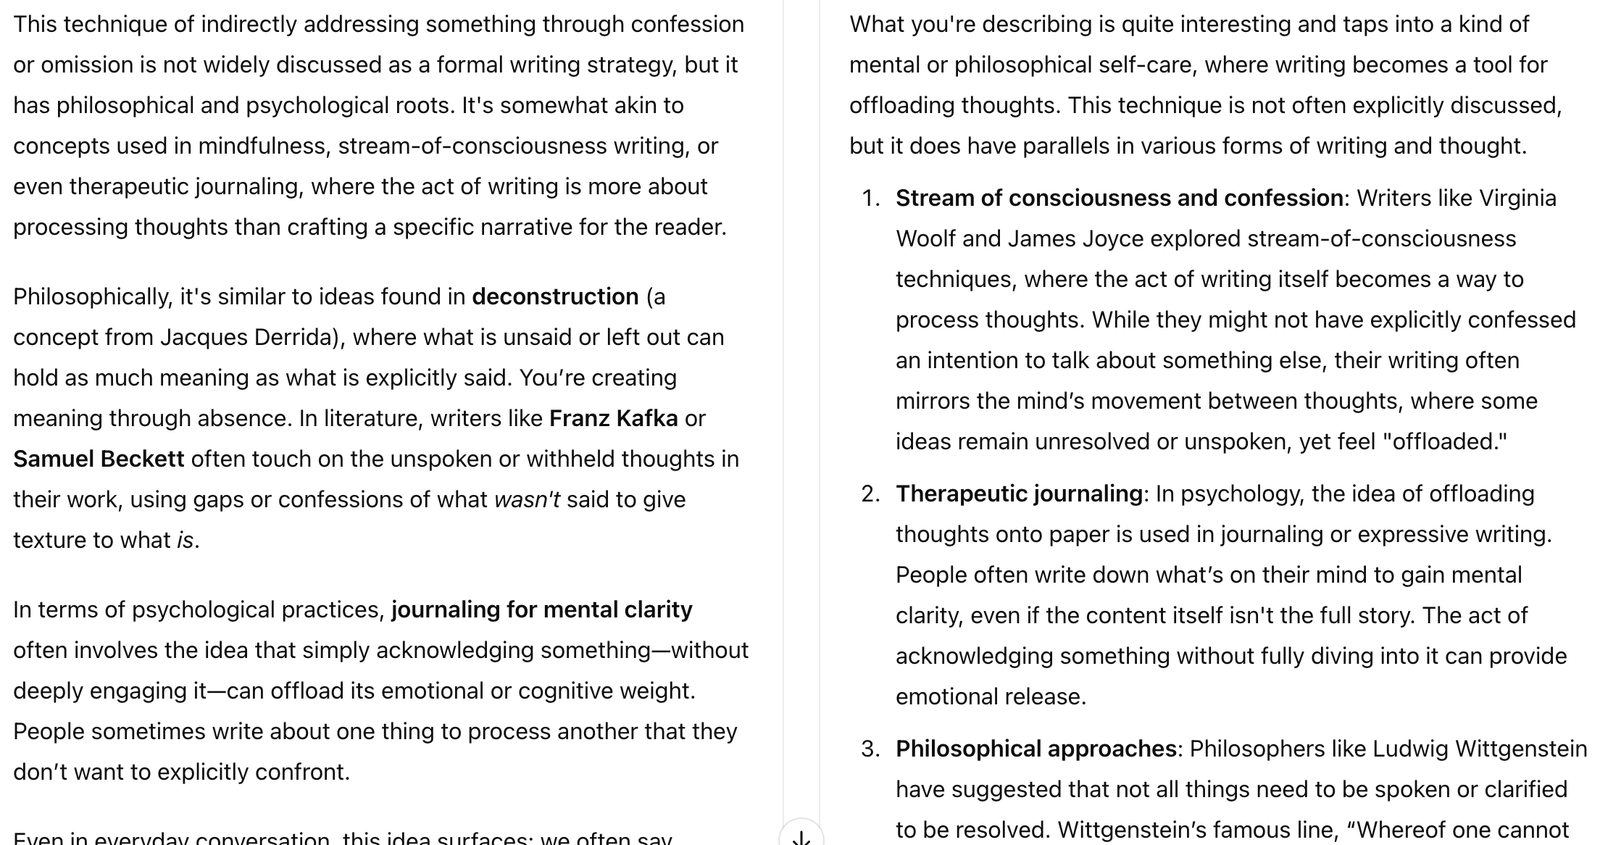 This technique of indirectly addressing something through confession
or omission is not widely discussed as a formal writing strategy, but it
has philosophical and psychological roots. It's somewhat akin to
concepts used in mindfulness, stream-of-consciousness writing, or
even therapeutic journaling, where the act of writing is more about
processing thoughts than crafting a specific narrative for the reader.
Philosophically, it's similar to ideas found in deconstruction (a
concept from Jacques Derrida), where what is unsaid or left out can
hold as much meaning as what is explicitly said. You’re creating
meaning through absence. In literature, writers like Franz Kafka or
Samuel Beckett often touch on the unspoken or withheld thoughts in
their work, using gaps or confessions of what wasn't said to give
texture to what is.
In terms of psychological practices, journaling for mental clarity
often involves the idea that simply acknowledging something—without
deeply engaging it—can offload its emotional or cognitive weight.
People sometimes write about one thing to process another that they
don’t want to explicitly confront.
Even in everyday conversation, this idea surfaces: we often say
What you're describing is quite interesting and taps into a kind of
mental or philosophical self-care, where writing becomes a tool for
offloading thoughts. This technique is not often explicitly discussed,
but it does have parallels in various forms of writing and thought.
1. Stream of consciousness and confession: Writers like Virginia
Woolf and James Joyce explored stream-of-consciousness
techniques, where the act of writing itself becomes a way to
process thoughts. While they might not have explicitly confessed
an intention to talk about something else, their writing often
mirrors the mind’s movement between thoughts, where some
ideas remain unresolved or unspoken, yet feel "offloaded."
2. Therapeutic journaling: In psychology, the idea of offloading
thoughts onto paper is used in journaling or expressive writing.
People often write down what’s on their mind to gain mental
clarity, even if the content itself isn't the full story. The act of
acknowledging something without fully diving into it can provide
emotional release.
3. Philosophical approaches: Philosophers like Ludwig Wittgenstein
have suggested that not all things need to be spoken or clarified
to be resolved. Wittgenstein’s famous line, “Whereof one cannot